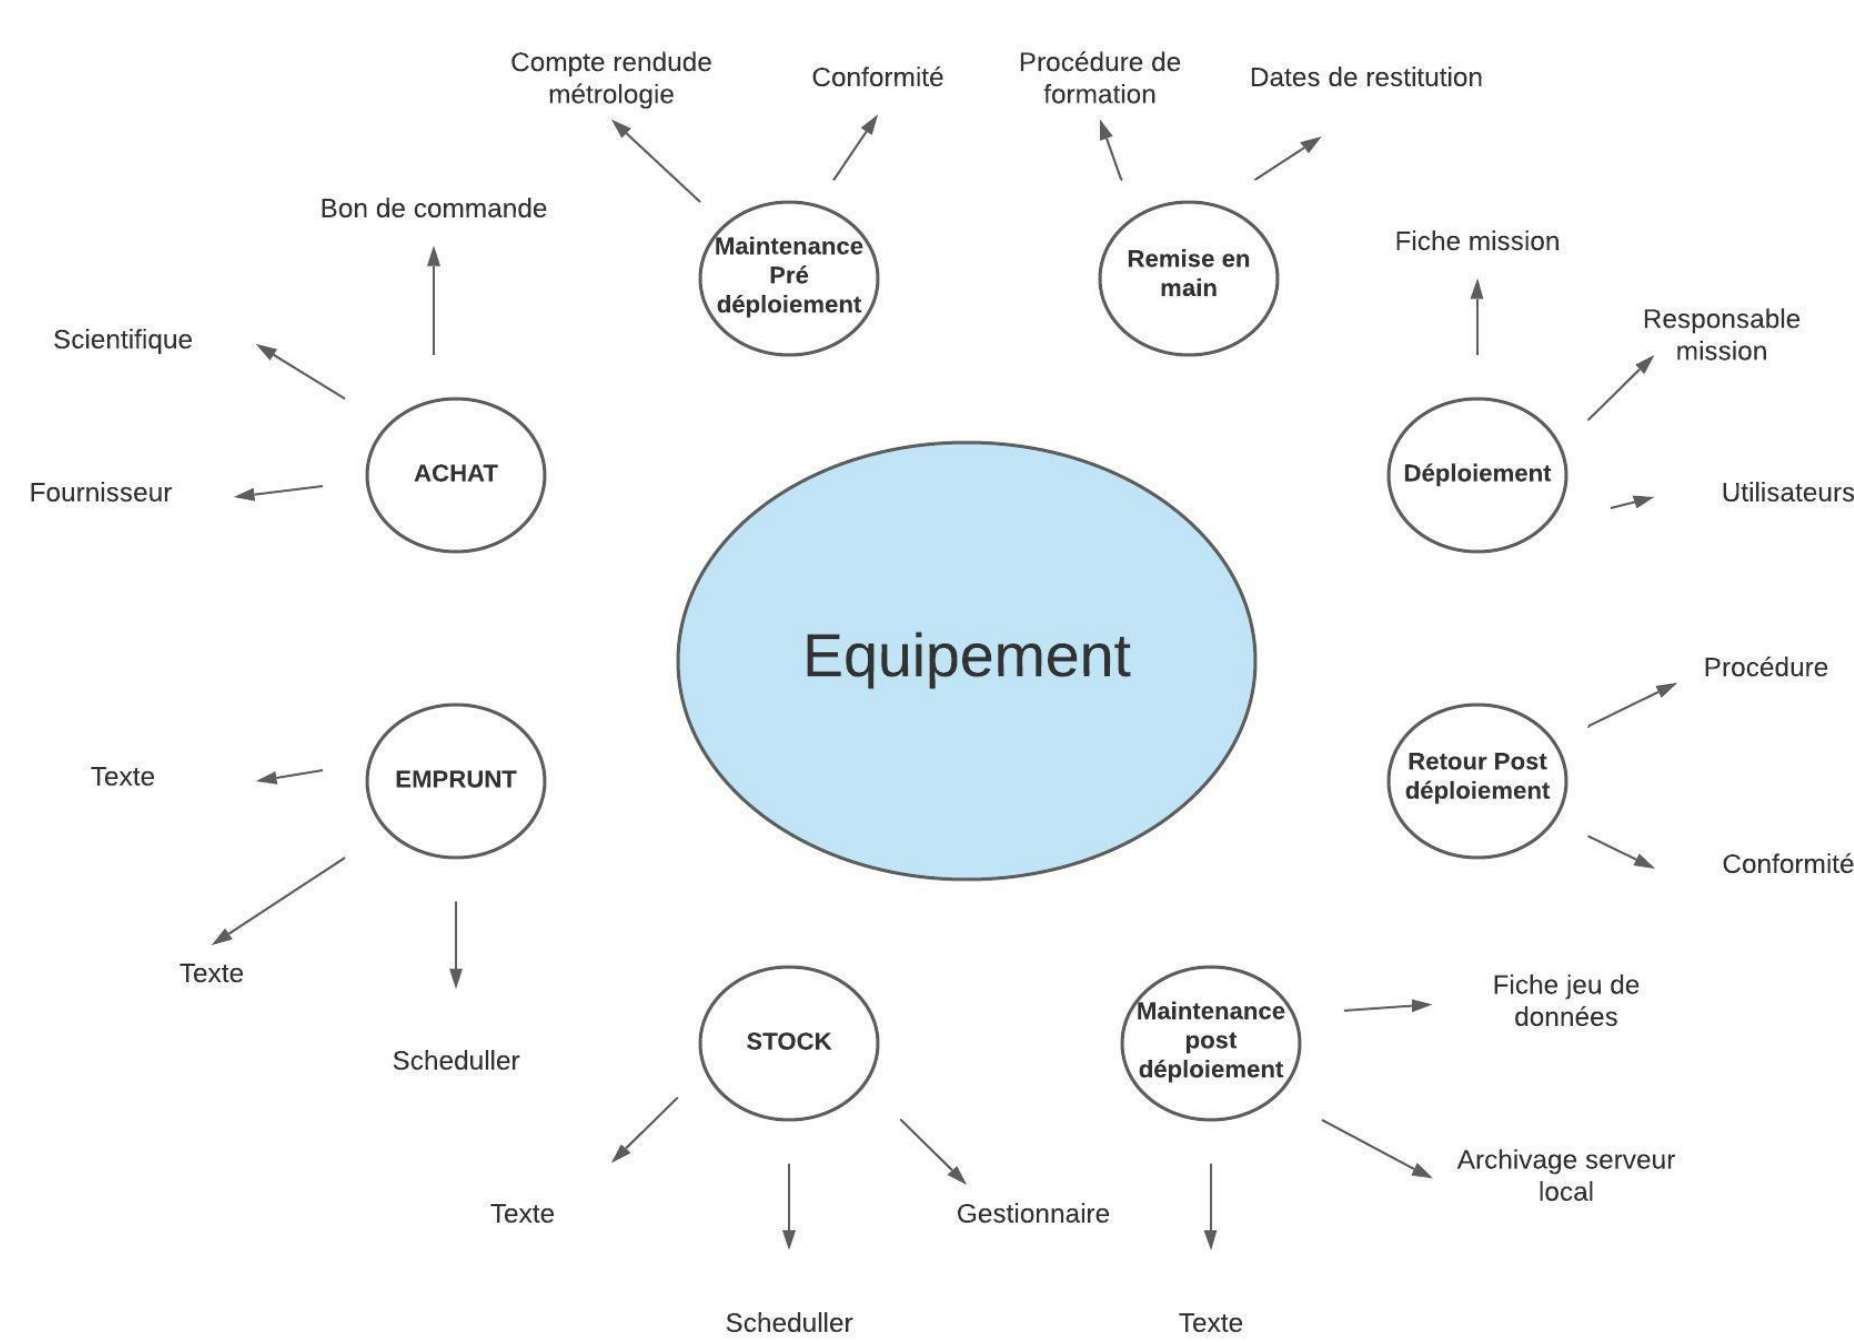 Compte rendude
métrologie
Conformité
Procédure de
formation
Dates de restitution
Bon de commande
Maintenance
Pré
déploiement
Remise en
main
Fiche mission
Scientifique
Responsable
mission
ACHAT
Déploiement
Fournisseur
Utilisateurs
Equipement
Procédure
Texte
EMPRUNT
Retour Post
déploiement
Conformité
Texte
Scheduller
STOCK
Maintenance
post
déploiement
Fiche jeu de
données
Archivage serveur
local
Texte
Gestionnaire
Scheduller
Texte